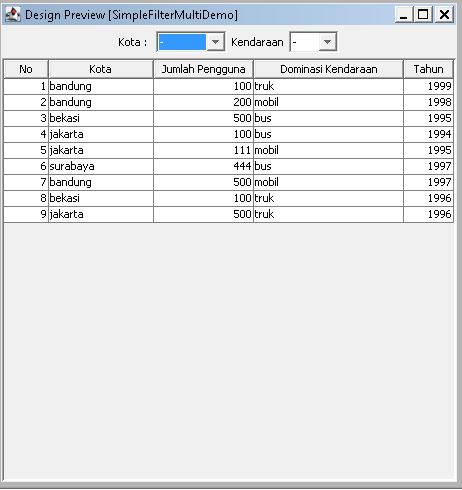 Design Preview [SimpleFilterMultiDemo]
Kota : - Kendaraan -
No Kota Jumlah Pengguna Dominasi Kendaraan Tahun
1 bandung 100 truk 1999
2 bandung 200 mobil 1998
3 bekasi 500 bus 1995
4 jakarta 100 bus 1994
5 jakarta 111 mobil 1995
6 surabaya 444 bus 1997
7 bandung 500 mobil 1997
8 bekasi 100 truk 1996
9 jakarta 500 truk 1996